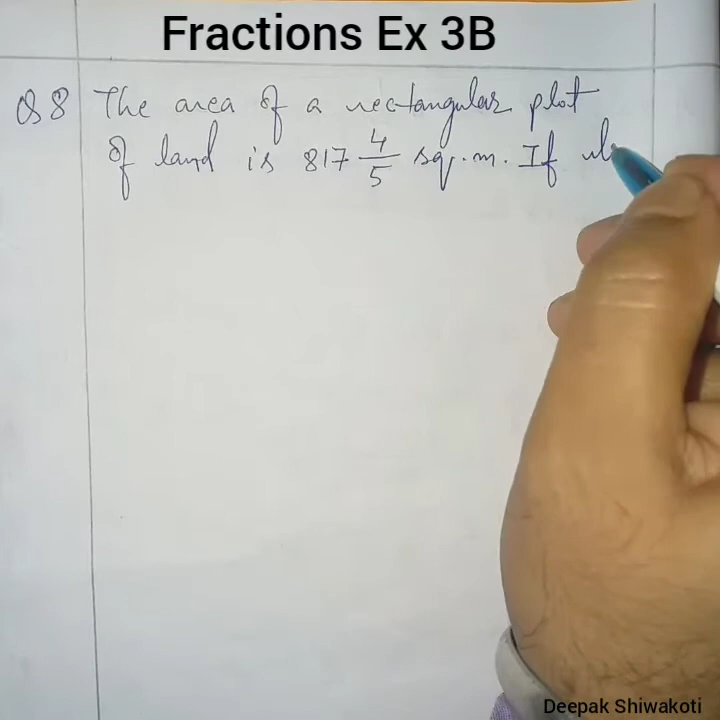 Fractions Ex 3B
Q8 The area of a rectangular plot
of land is 817 4/5 sq.m. If
Deepak Shiwakoti